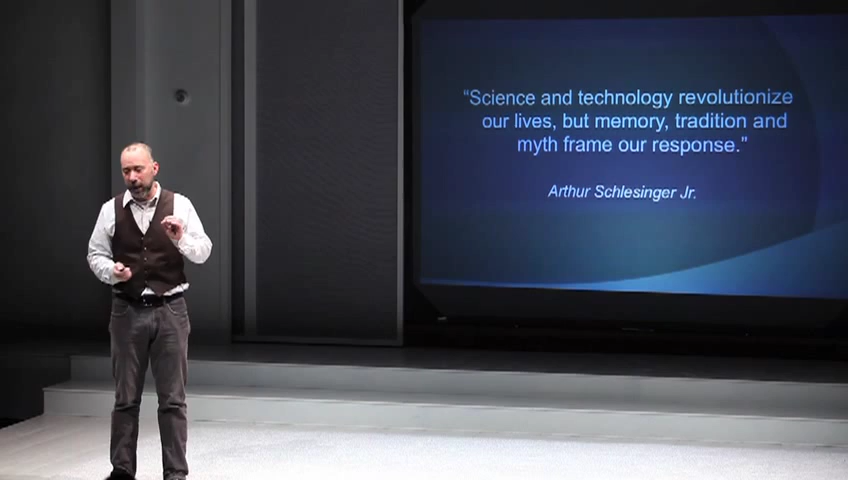 “Science and technology revolutionize
our lives, but memory, tradition and
myth frame our response."
Arthur Schlesinger Jr.